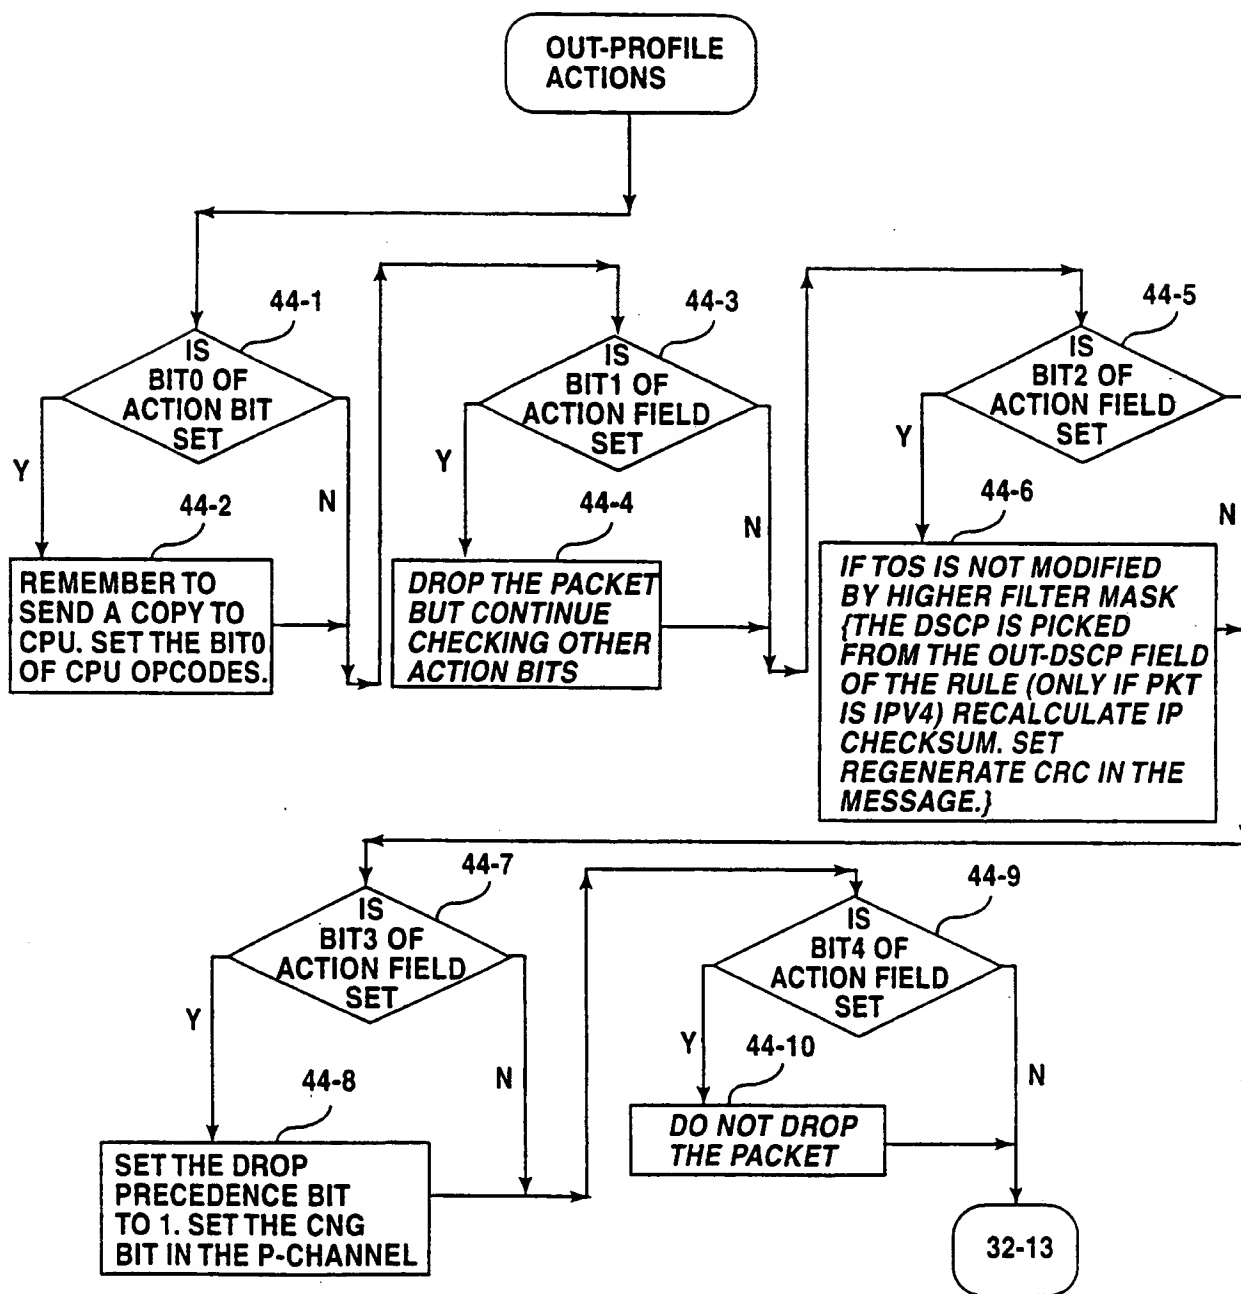 OUT-PROFILE
ACTIONS
44-1
IS
BIT0 OF
ACTION BIT
SET
Y
N
44-2
REMEMBER TO
SEND A COPY TO
CPU. SET THE BIT0
OF CPU OPCODES.
44-3
IS
BIT1 OF
ACTION FIELD
SET
Y
N
44-4
DROP THE PACKET
BUT CONTINUE
CHECKING OTHER
ACTION BITS
44-5
IS
BIT2 OF
ACTION FIELD
SET
Y
N
44-6
IF TOS IS NOT MODIFIED
BY HIGHER FILTER MASK
{THE DSCP IS PICKED
FROM THE OUT-DSCP FIELD
OF THE RULE (ONLY IF PKT
IS IPV4) RECALCULATE IP
CHECKSUM. SET
REGENERATE CRC IN THE
MESSAGE.}
44-7
IS
BIT3 OF
ACTION FIELD
SET
Y
N
44-8
SET THE DROP
PRECEDENCE BIT
TO 1. SET THE CNG
BIT IN THE P-CHANNEL
44-9
IS
BIT4 OF
ACTION FIELD
SET
Y
N
44-10
DO NOT DROP
THE PACKET
32-13